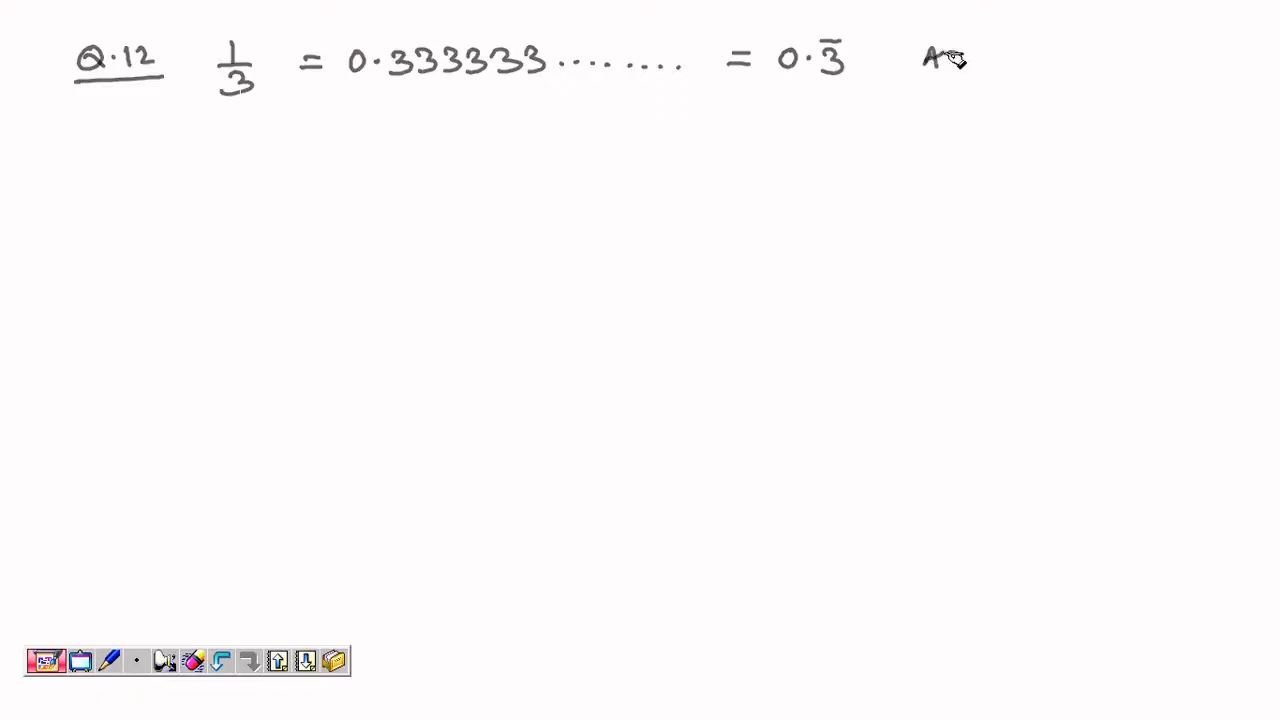 Q.12 1/3 = 0.333333......... = 0.3̄ A